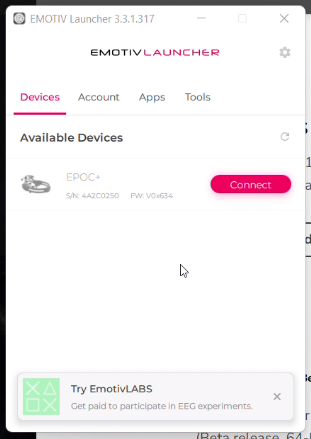 EMOTIV Launcher 3.3.1.317
EMOTIVLAUNCHER
Devices Account Apps Tools
Available Devices
EPOC+
S/N: 4A2C0250 FW: V0x634
Connect
Try EmotivLABS
Get paid to participate in EEG experiments.
(Beta release, 64-